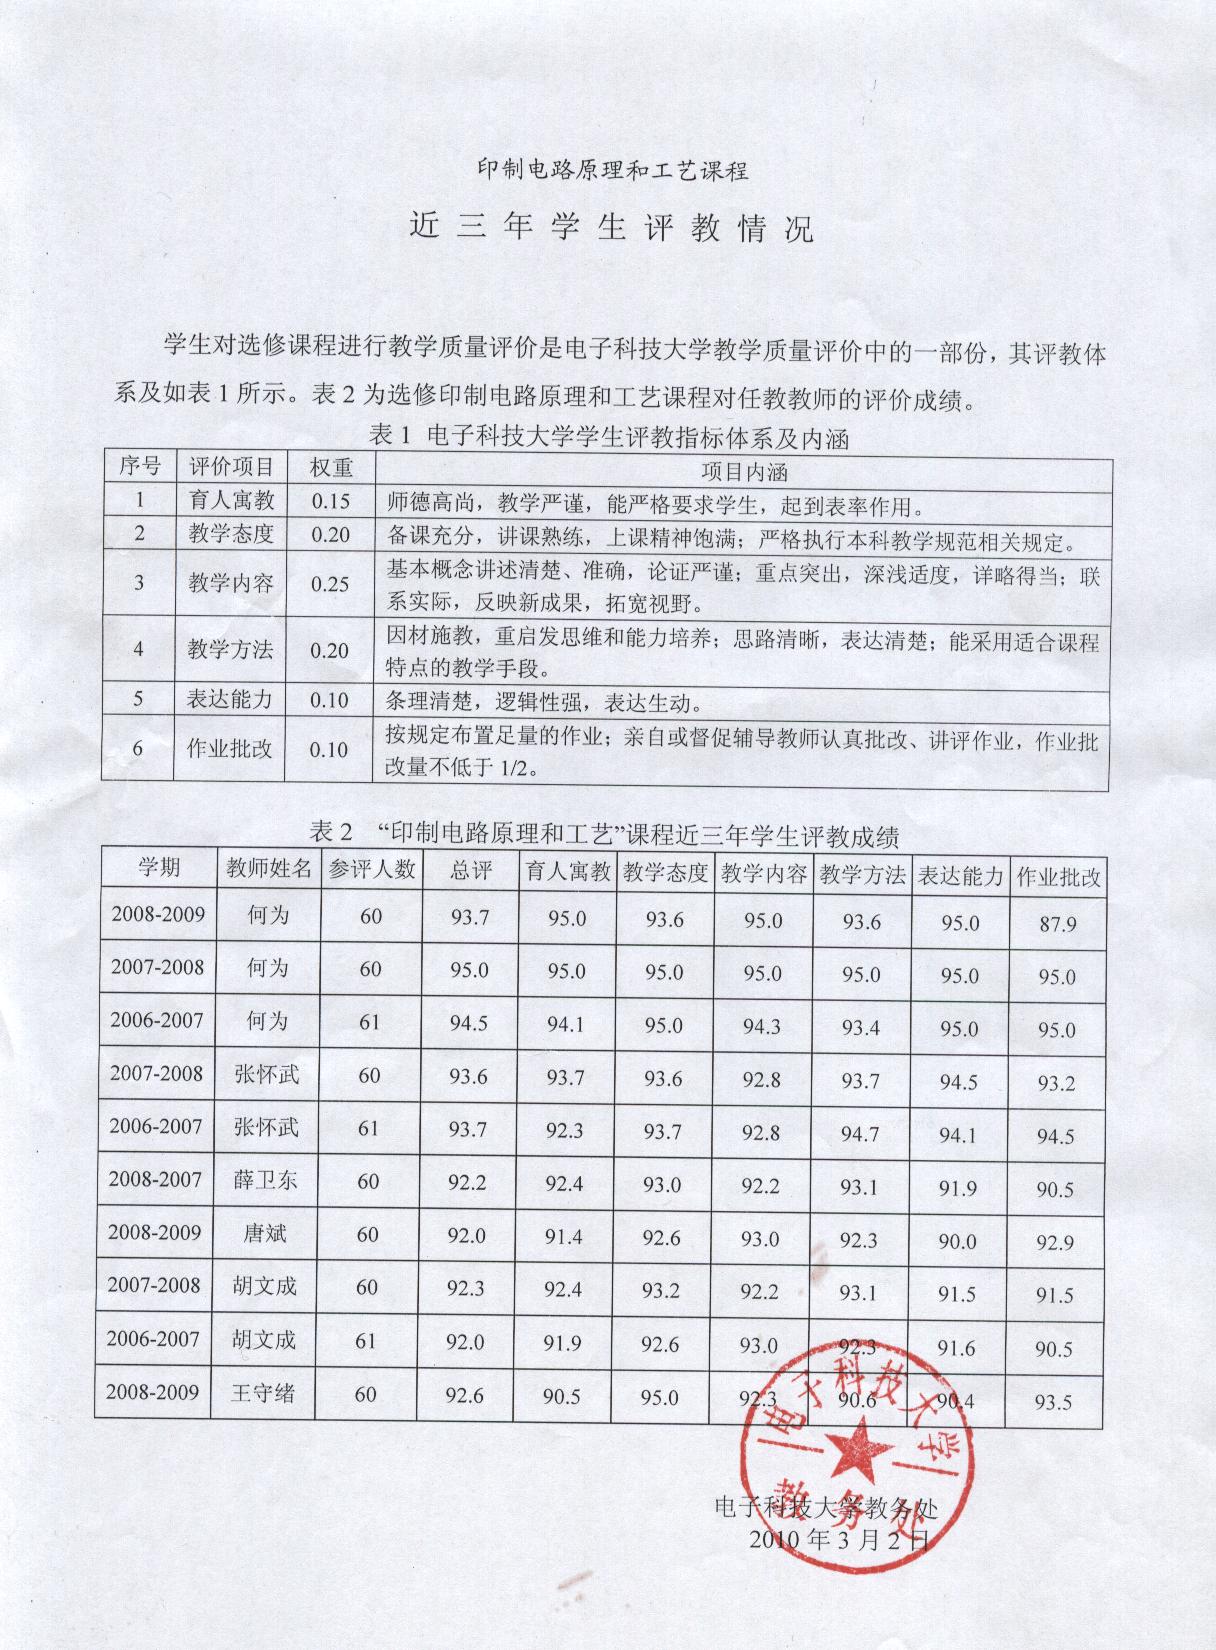 印制电路原理和工艺课程
近三年学生评教情况
学生对选修课程进行教学质量评价是电子科技大学教学质量评价中的一部份，其评教体
系及如表 1 所示。表 2 为选修印制电路原理和工艺课程对任教教师的评价成绩。
表 1 电子科技大学学生评教指标体系及内涵
序号 评价项目 权重 项目内涵
1 育人寓教 0.15 师德高尚，教学严谨，能严格要求学生，起到表率作用。
2 教学态度 0.20 备课充分，讲课熟练，上课精神饱满；严格执行本科教学规范相关规定。
3 教学内容 0.25 基本概念讲述清楚、准确，论证严谨；重点突出，深浅适度，详略得当；联
系实际，反映新成果，拓宽视野。
4 教学方法 0.20 因材施教，重启发思维和能力培养；思路清晰，表达清楚；能采用适合课程
特点的教学手段。
5 表达能力 0.10 条理清楚，逻辑性强，表达生动。
6 作业批改 0.10 按规定布置足量的作业；亲自或督促辅导教师认真批改、讲评作业，作业批
改量不低于 1/2。
表 2 “印制电路原理和工艺”课程近三年学生评教成绩
学期 教师姓名 参评人数 总评 育人寓教 教学态度 教学内容 教学方法 表达能力 作业批改
2008-2009 何为 60 93.7 95.0 93.6 95.0 93.6 95.0 87.9
2007-2008 何为 60 95.0 95.0 95.0 95.0 95.0 95.0 95.0
2006-2007 何为 61 94.5 94.1 95.0 94.3 93.4 95.0 95.0
2007-2008 张怀武 60 93.6 93.7 93.6 92.8 93.7 94.5 93.2
2006-2007 张怀武 61 93.7 92.3 93.7 92.8 94.7 94.1 94.5
2008-2007 薛卫东 60 92.2 92.4 93.0 92.2 93.1 91.9 90.5
2008-2009 唐斌 60 92.0 91.4 92.6 93.0 92.3 90.0 92.9
2007-2008 胡文成 60 92.3 92.4 93.2 92.2 93.1 91.5 91.5
2006-2007 胡文成 61 92.0 91.9 92.6 93.0 92.3 91.6 90.5
2008-2009 王守绪 60 92.6 90.5 95.0 92.3 90.6 90.4 93.5
电子科技大学
教务处
电子科技大学教务处
2010 年 3 月 2 日